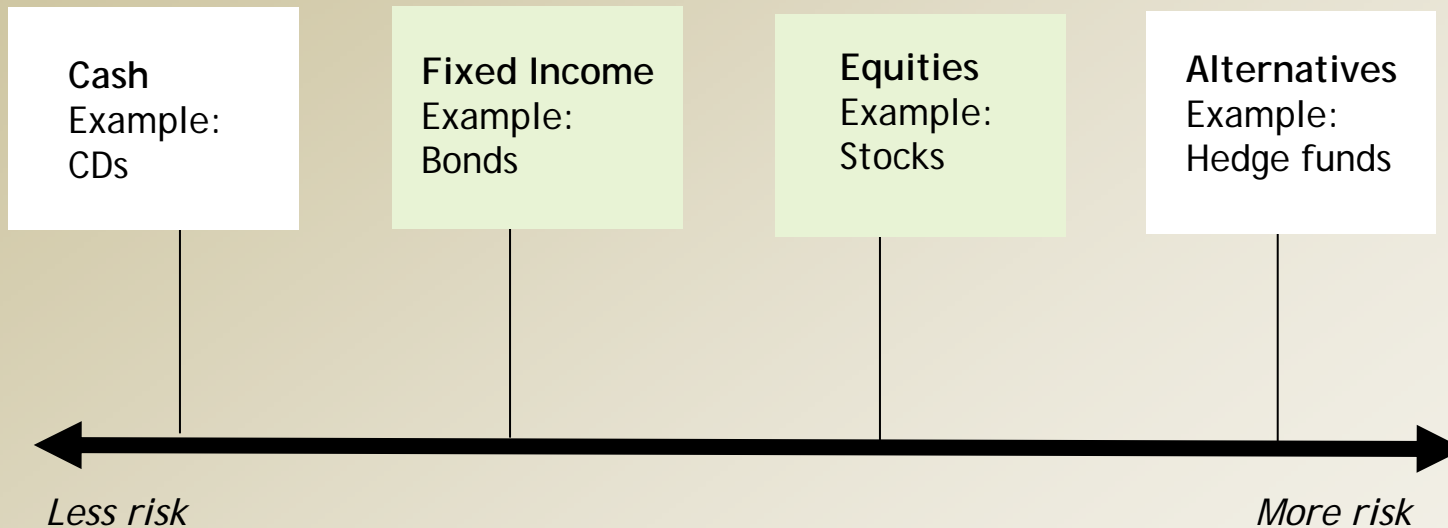 Cash
Example:
CDs
Fixed Income
Example:
Bonds
Equities
Example:
Stocks
Alternatives
Example:
Hedge funds
Less risk
More risk